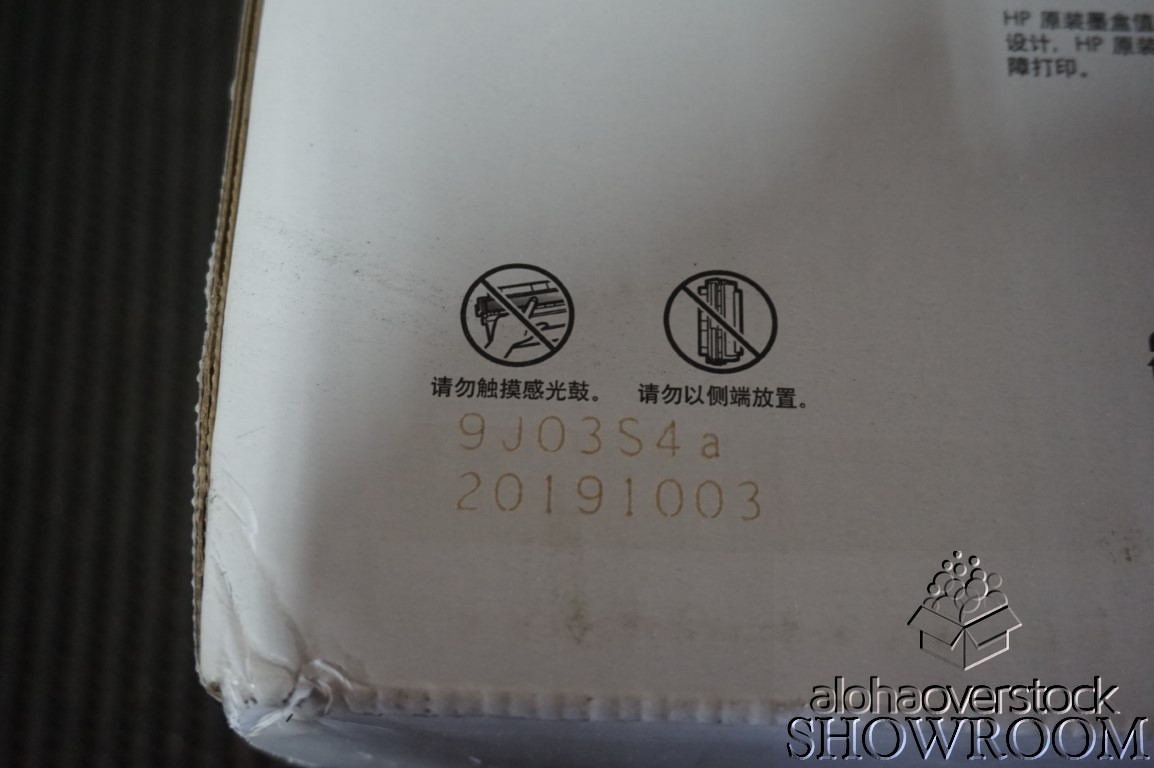 HP 原装墨盒值
设计，HP 原装
障打印。
请勿触摸感光鼓。
请勿以侧端放置。
9J03S4a
20191003
alohaoverstock
SHOWROOM